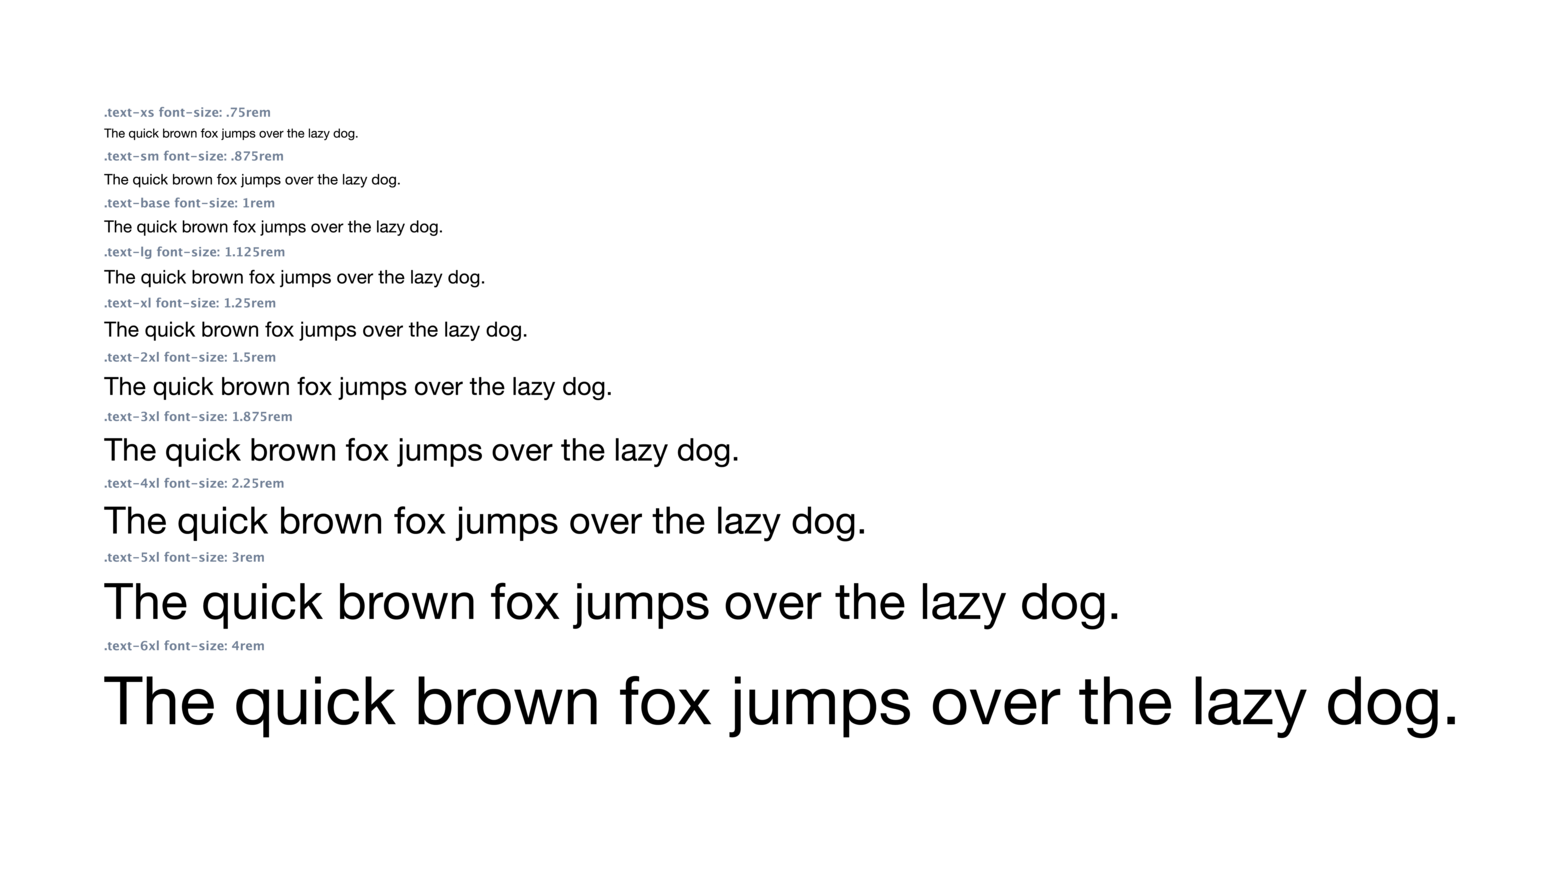 .text-xs font-size: .75rem
The quick brown fox jumps over the lazy dog.
.text-sm font-size: .875rem
The quick brown fox jumps over the lazy dog.
.text-base font-size: 1rem
The quick brown fox jumps over the lazy dog.
.text-lg font-size: 1.125rem
The quick brown fox jumps over the lazy dog.
.text-xl font-size: 1.25rem
The quick brown fox jumps over the lazy dog.
.text-2xl font-size: 1.5rem
The quick brown fox jumps over the lazy dog.
.text-3xl font-size: 1.875rem
The quick brown fox jumps over the lazy dog.
.text-4xl font-size: 2.25rem
The quick brown fox jumps over the lazy dog.
.text-5xl font-size: 3rem
The quick brown fox jumps over the lazy dog.
.text-6xl font-size: 4rem
The quick brown fox jumps over the lazy dog.